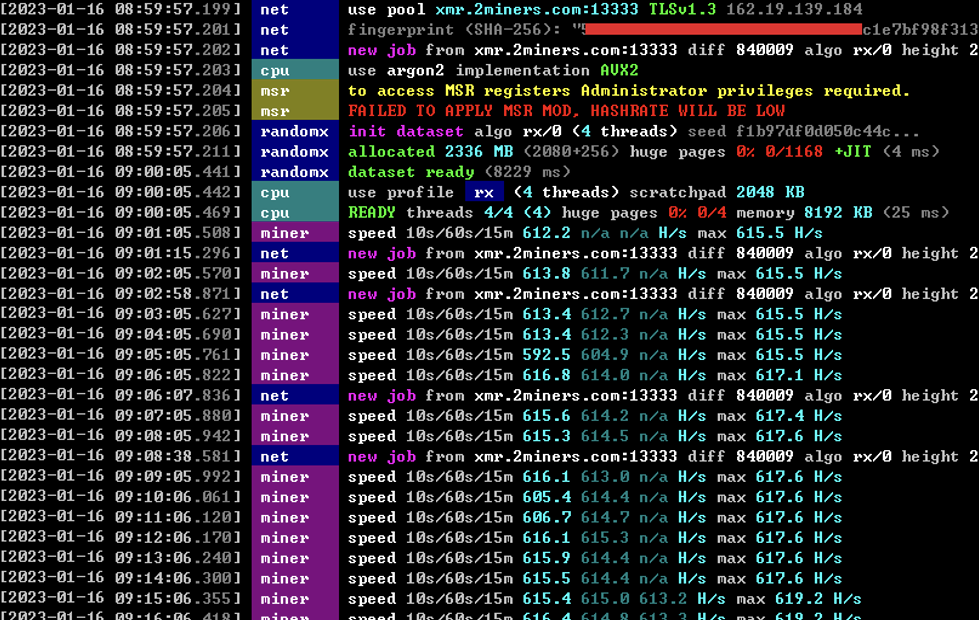 [2023-01-16 08:59:57.199] net use pool xmr.2miners.com:13333 TLSv1.3 162.19.139.184
[2023-01-16 08:59:57.201] net fingerprint (SHA-256): "5 c1e7bf98f313
[2023-01-16 08:59:57.202] net new job from xmr.2miners.com:13333 diff 840009 algo rx/0 height 2
[2023-01-16 08:59:57.203] cpu use argon2 implementation AVX2
[2023-01-16 08:59:57.204] msr to access MSR registers Administrator privileges required.
[2023-01-16 08:59:57.205] msr FAILED TO APPLY MSR MOD, HASHRATE WILL BE LOW
[2023-01-16 08:59:57.206] randomx init dataset algo rx/0 (4 threads) seed f1b97df0d050c44c...
[2023-01-16 08:59:57.211] randomx allocated 2336 MB (2080+256) huge pages 0% 0/1168 +JIT (4 ms)
[2023-01-16 09:00:05.441] randomx dataset ready (8229 ms)
[2023-01-16 09:00:05.442] cpu use profile rx (4 threads) scratchpad 2048 KB
[2023-01-16 09:00:05.469] cpu READY threads 4/4 (4) huge pages 0% 0/4 memory 8192 KB (25 ms)
[2023-01-16 09:01:05.508] miner speed 10s/60s/15m 612.2 n/a n/a H/s max 615.5 H/s
[2023-01-16 09:01:15.296] net new job from xmr.2miners.com:13333 diff 840009 algo rx/0 height 2
[2023-01-16 09:02:05.570] miner speed 10s/60s/15m 613.8 611.7 n/a H/s max 615.5 H/s
[2023-01-16 09:02:58.871] net new job from xmr.2miners.com:13333 diff 840009 algo rx/0 height 2
[2023-01-16 09:03:05.627] miner speed 10s/60s/15m 613.4 612.7 n/a H/s max 615.5 H/s
[2023-01-16 09:04:05.690] miner speed 10s/60s/15m 613.4 612.3 n/a H/s max 615.5 H/s
[2023-01-16 09:05:05.761] miner speed 10s/60s/15m 592.5 604.9 n/a H/s max 615.5 H/s
[2023-01-16 09:06:05.822] miner speed 10s/60s/15m 616.8 614.0 n/a H/s max 617.1 H/s
[2023-01-16 09:06:07.836] net new job from xmr.2miners.com:13333 diff 840009 algo rx/0 height 2
[2023-01-16 09:07:05.880] miner speed 10s/60s/15m 615.6 614.2 n/a H/s max 617.4 H/s
[2023-01-16 09:08:05.942] miner speed 10s/60s/15m 615.3 614.5 n/a H/s max 617.6 H/s
[2023-01-16 09:08:38.581] net new job from xmr.2miners.com:13333 diff 840009 algo rx/0 height 2
[2023-01-16 09:09:05.992] miner speed 10s/60s/15m 616.1 613.0 n/a H/s max 617.6 H/s
[2023-01-16 09:10:06.061] miner speed 10s/60s/15m 605.4 614.4 n/a H/s max 617.6 H/s
[2023-01-16 09:11:06.120] miner speed 10s/60s/15m 606.7 614.7 n/a H/s max 617.6 H/s
[2023-01-16 09:12:06.170] miner speed 10s/60s/15m 616.1 615.3 n/a H/s max 617.6 H/s
[2023-01-16 09:13:06.240] miner speed 10s/60s/15m 615.9 614.4 n/a H/s max 617.6 H/s
[2023-01-16 09:14:06.300] miner speed 10s/60s/15m 615.5 614.4 n/a H/s max 617.6 H/s
[2023-01-16 09:15:06.355] miner speed 10s/60s/15m 615.4 615.0 613.2 H/s max 619.2 H/s
[2023-01-16 09:16:06.418] miner speed 10s/60s/15m 616.4 614.8 613.3 H/s max 619.2 H/s